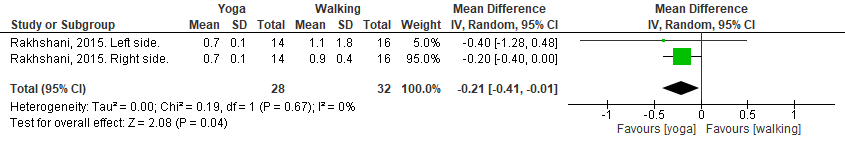 Yoga Walking Mean Difference Mean Difference
Study or Subgroup Mean SD Total Mean SD Total Weight IV, Random, 95% CI IV, Random, 95% CI
Rakhshani, 2015. Left side. 0.7 0.1 14 1.1 1.8 16 5.0% -0.40 [-1.28, 0.48]
Rakhshani, 2015. Right side. 0.7 0.1 14 0.9 0.4 16 95.0% -0.20 [-0.40, 0.00]
Total (95% CI) 28 32 100.0% -0.21 [-0.41, -0.01]
Heterogeneity: Tau² = 0.00; Chi² = 0.19, df = 1 (P = 0.67); I² = 0%
Test for overall effect: Z = 2.08 (P = 0.04)
-1 -0.5 0 0.5 1
Favours [yoga] Favours [walking]